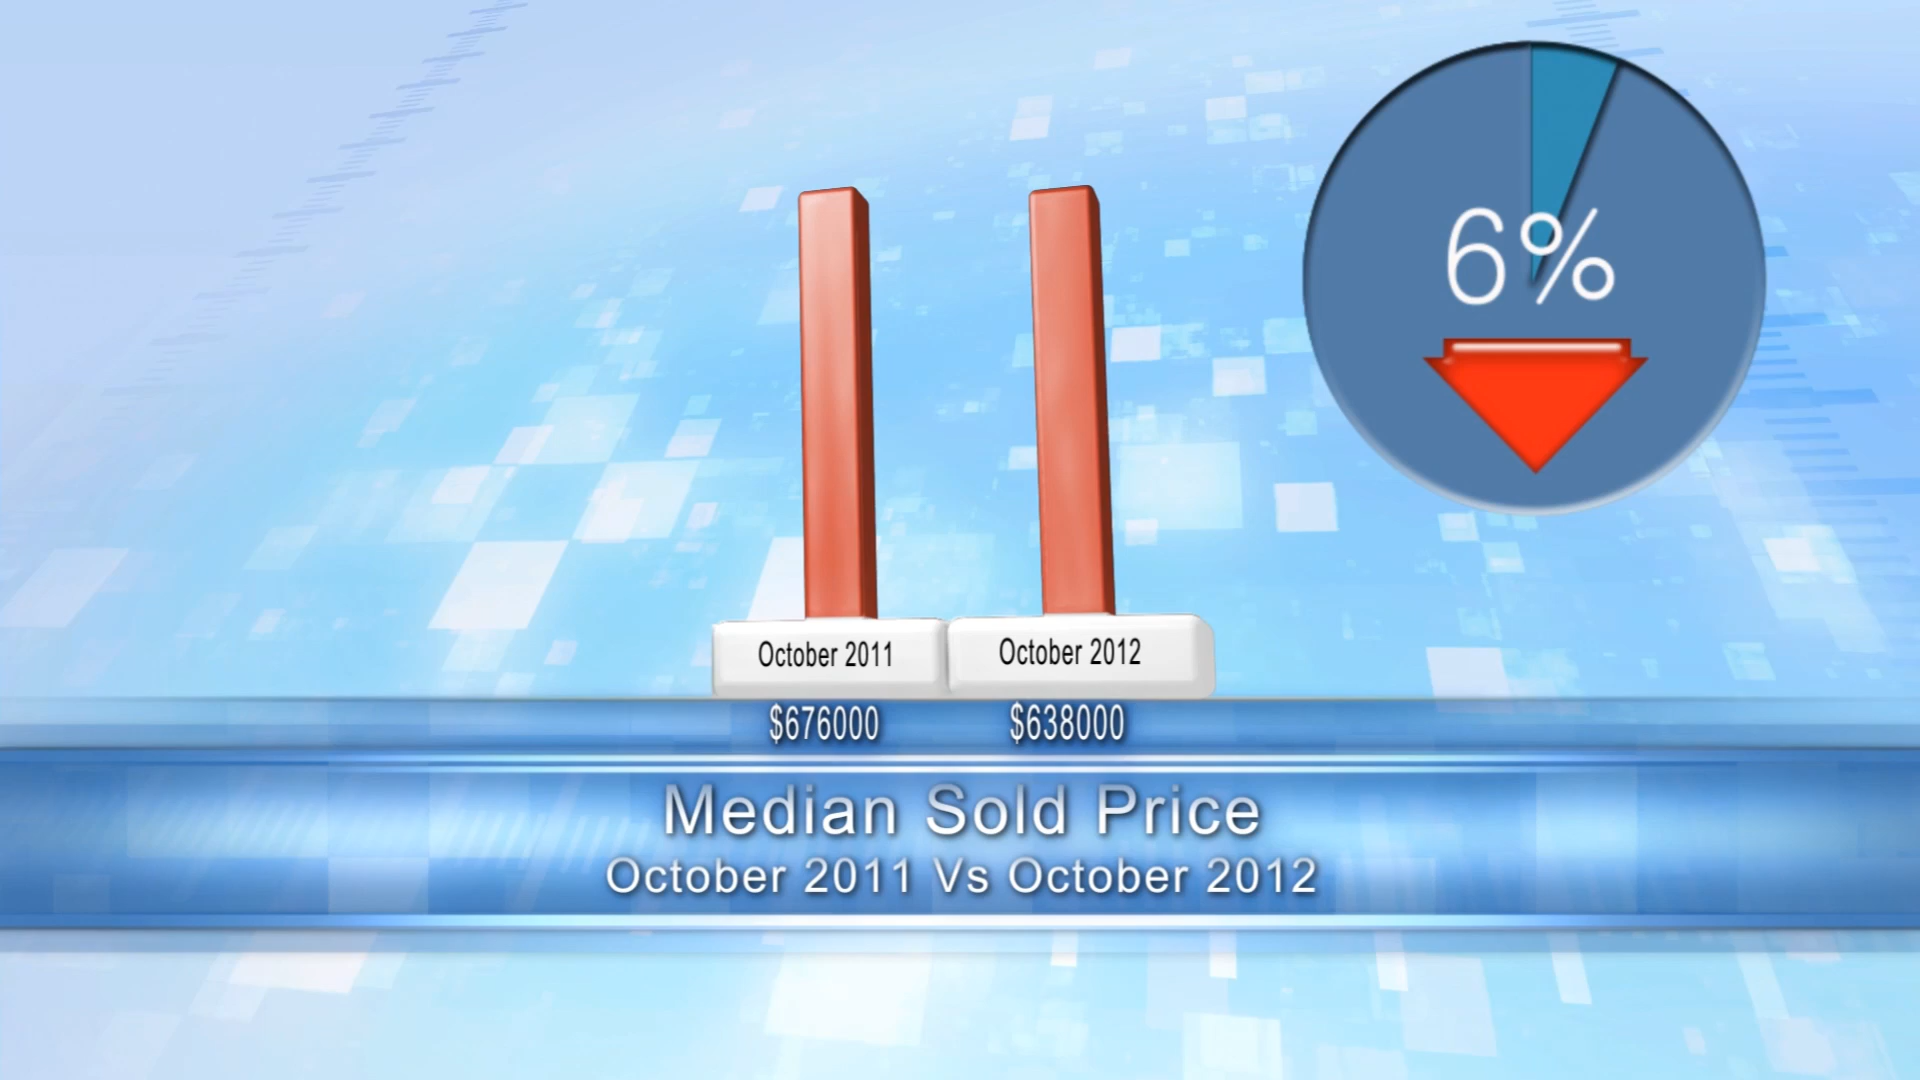 6%
October 2011
October 2012
$676000
$638000
Median Sold Price
October 2011 Vs October 2012